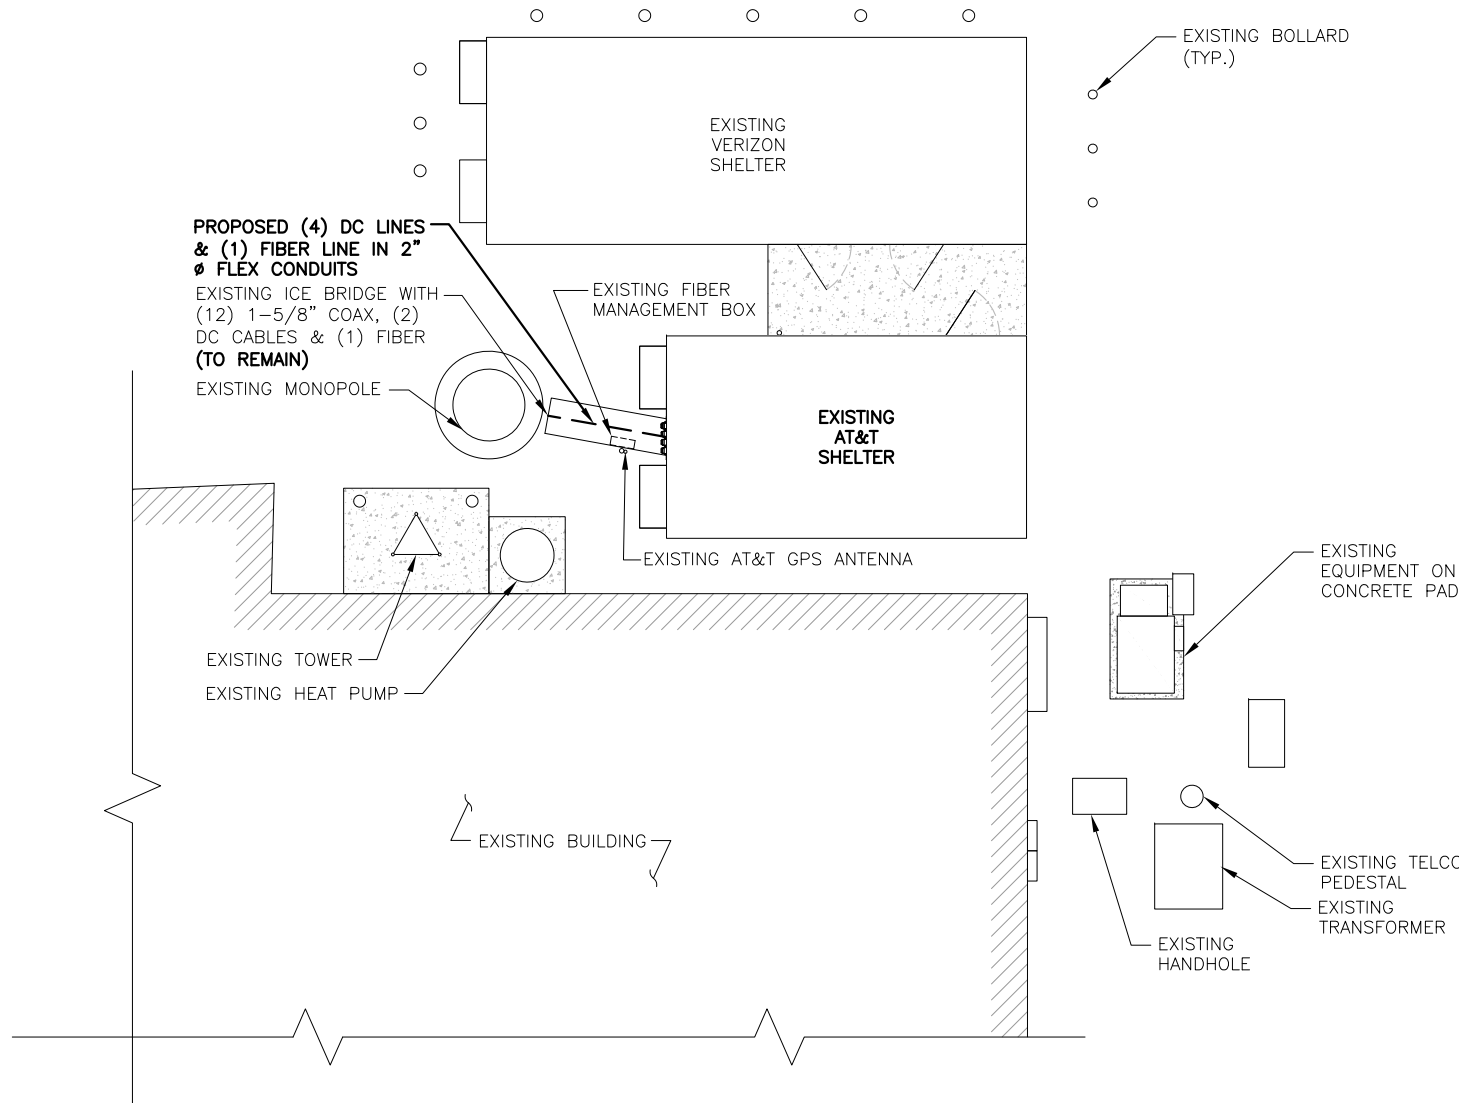 EXISTING BOLLARD
(TYP.)
EXISTING
VERIZON
SHELTER
PROPOSED (4) DC LINES
& (1) FIBER LINE IN 2"
Ø FLEX CONDUITS
EXISTING ICE BRIDGE WITH
(12) 1-5/8" COAX, (2)
DC CABLES & (1) FIBER
(TO REMAIN)
EXISTING MONOPOLE
EXISTING FIBER
MANAGEMENT BOX
EXISTING
AT&T
SHELTER
EXISTING AT&T GPS ANTENNA
EXISTING
EQUIPMENT ON
CONCRETE PAD
EXISTING TOWER
EXISTING HEAT PUMP
EXISTING BUILDING
EXISTING TELCO
PEDESTAL
EXISTING
TRANSFORMER
EXISTING
HANDHOLE